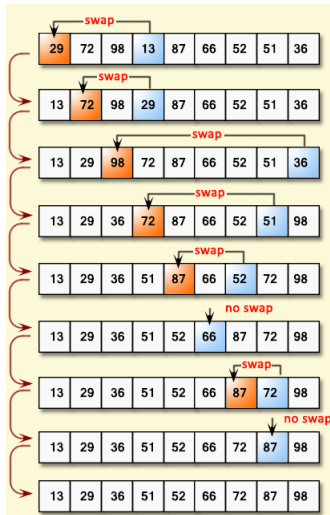 swap
29 72 98 13 87 66 52 51 36
swap
13 72 98 29 87 66 52 51 36
swap
13 29 98 72 87 66 52 51 36
swap
13 29 36 72 87 66 52 51 98
swap
13 29 36 51 87 66 52 72 98
no swap
13 29 36 51 52 66 87 72 98
swap
13 29 36 51 52 66 87 72 98
no swap
13 29 36 51 52 66 72 87 98
13 29 36 51 52 66 72 87 98